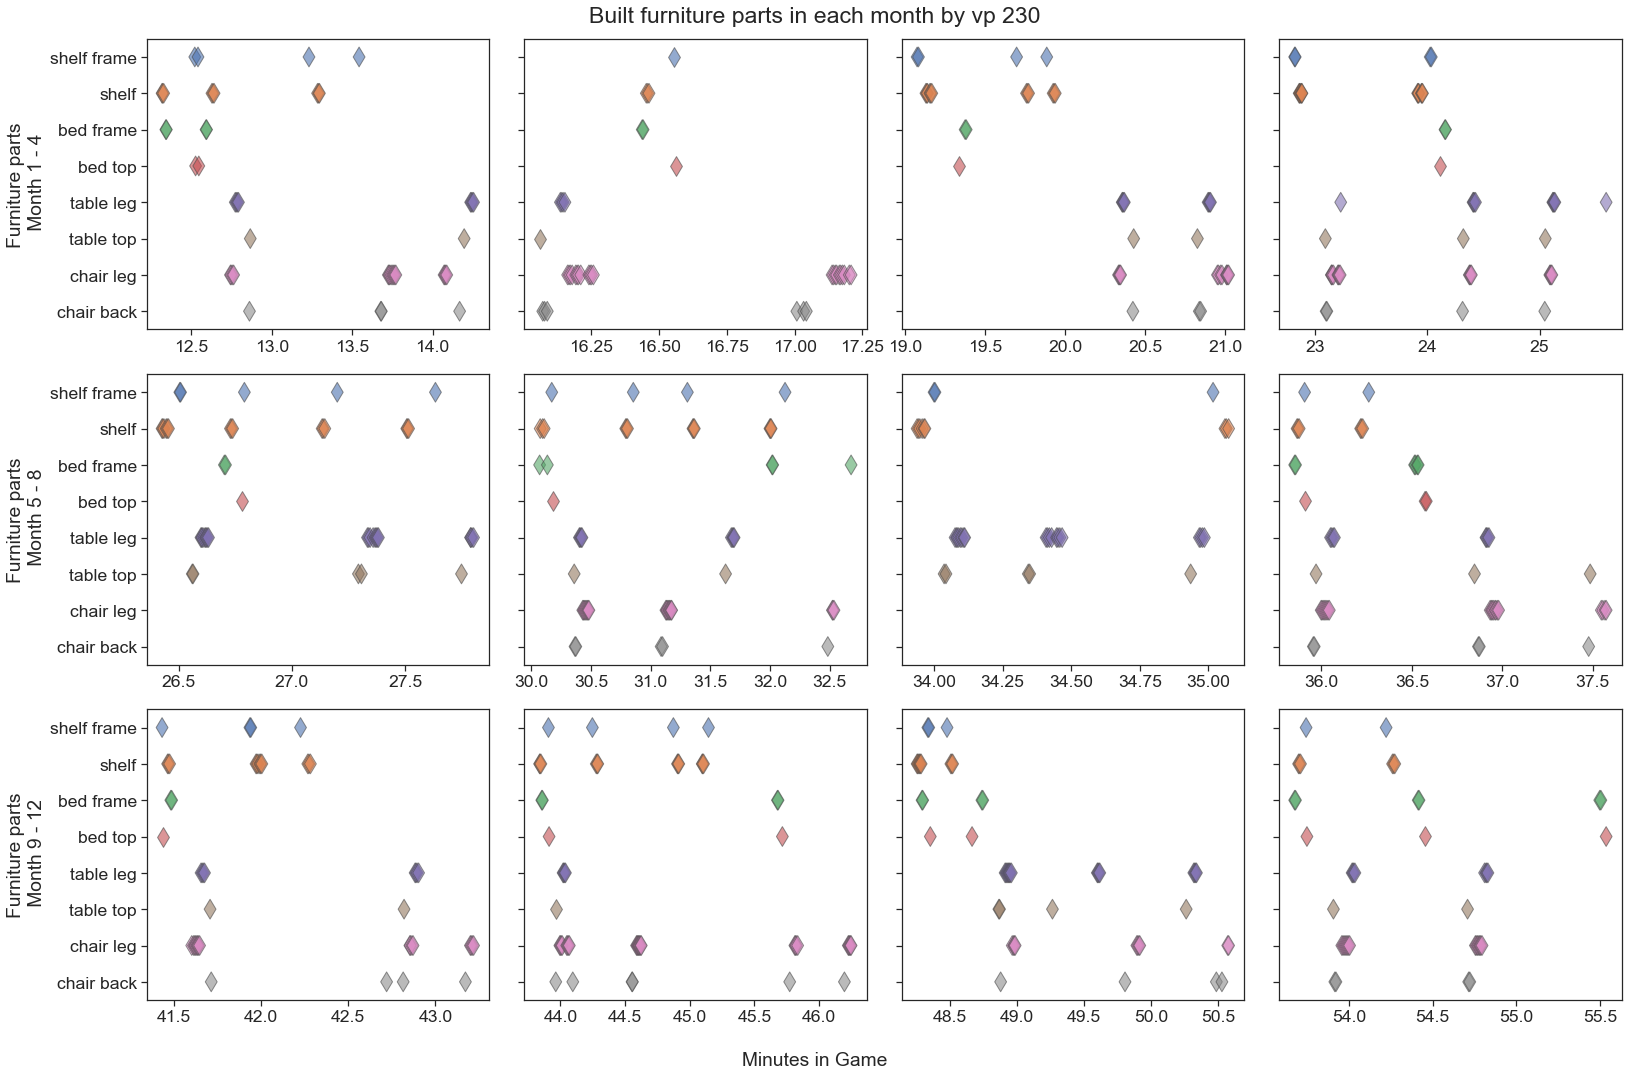 Built furniture parts in each month by vp 230
Furniture parts
Month 1 - 4
shelf frame
shelf
bed frame
bed top
table leg
table top
chair leg
chair back
12.5 13.0 13.5 14.0
16.25 16.50 16.75 17.00 17.25
19.0 19.5 20.0 20.5 21.0
23 24 25
Furniture parts
Month 5 - 8
shelf frame
shelf
bed frame
bed top
table leg
table top
chair leg
chair back
26.5 27.0 27.5
30.0 30.5 31.0 31.5 32.0 32.5
34.00 34.25 34.50 34.75 35.00
36.0 36.5 37.0 37.5
Furniture parts
Month 9 - 12
shelf frame
shelf
bed frame
bed top
table leg
table top
chair leg
chair back
41.5 42.0 42.5 43.0
44.0 44.5 45.0 45.5 46.0
48.5 49.0 49.5 50.0 50.5
54.0 54.5 55.0 55.5
Minutes in Game